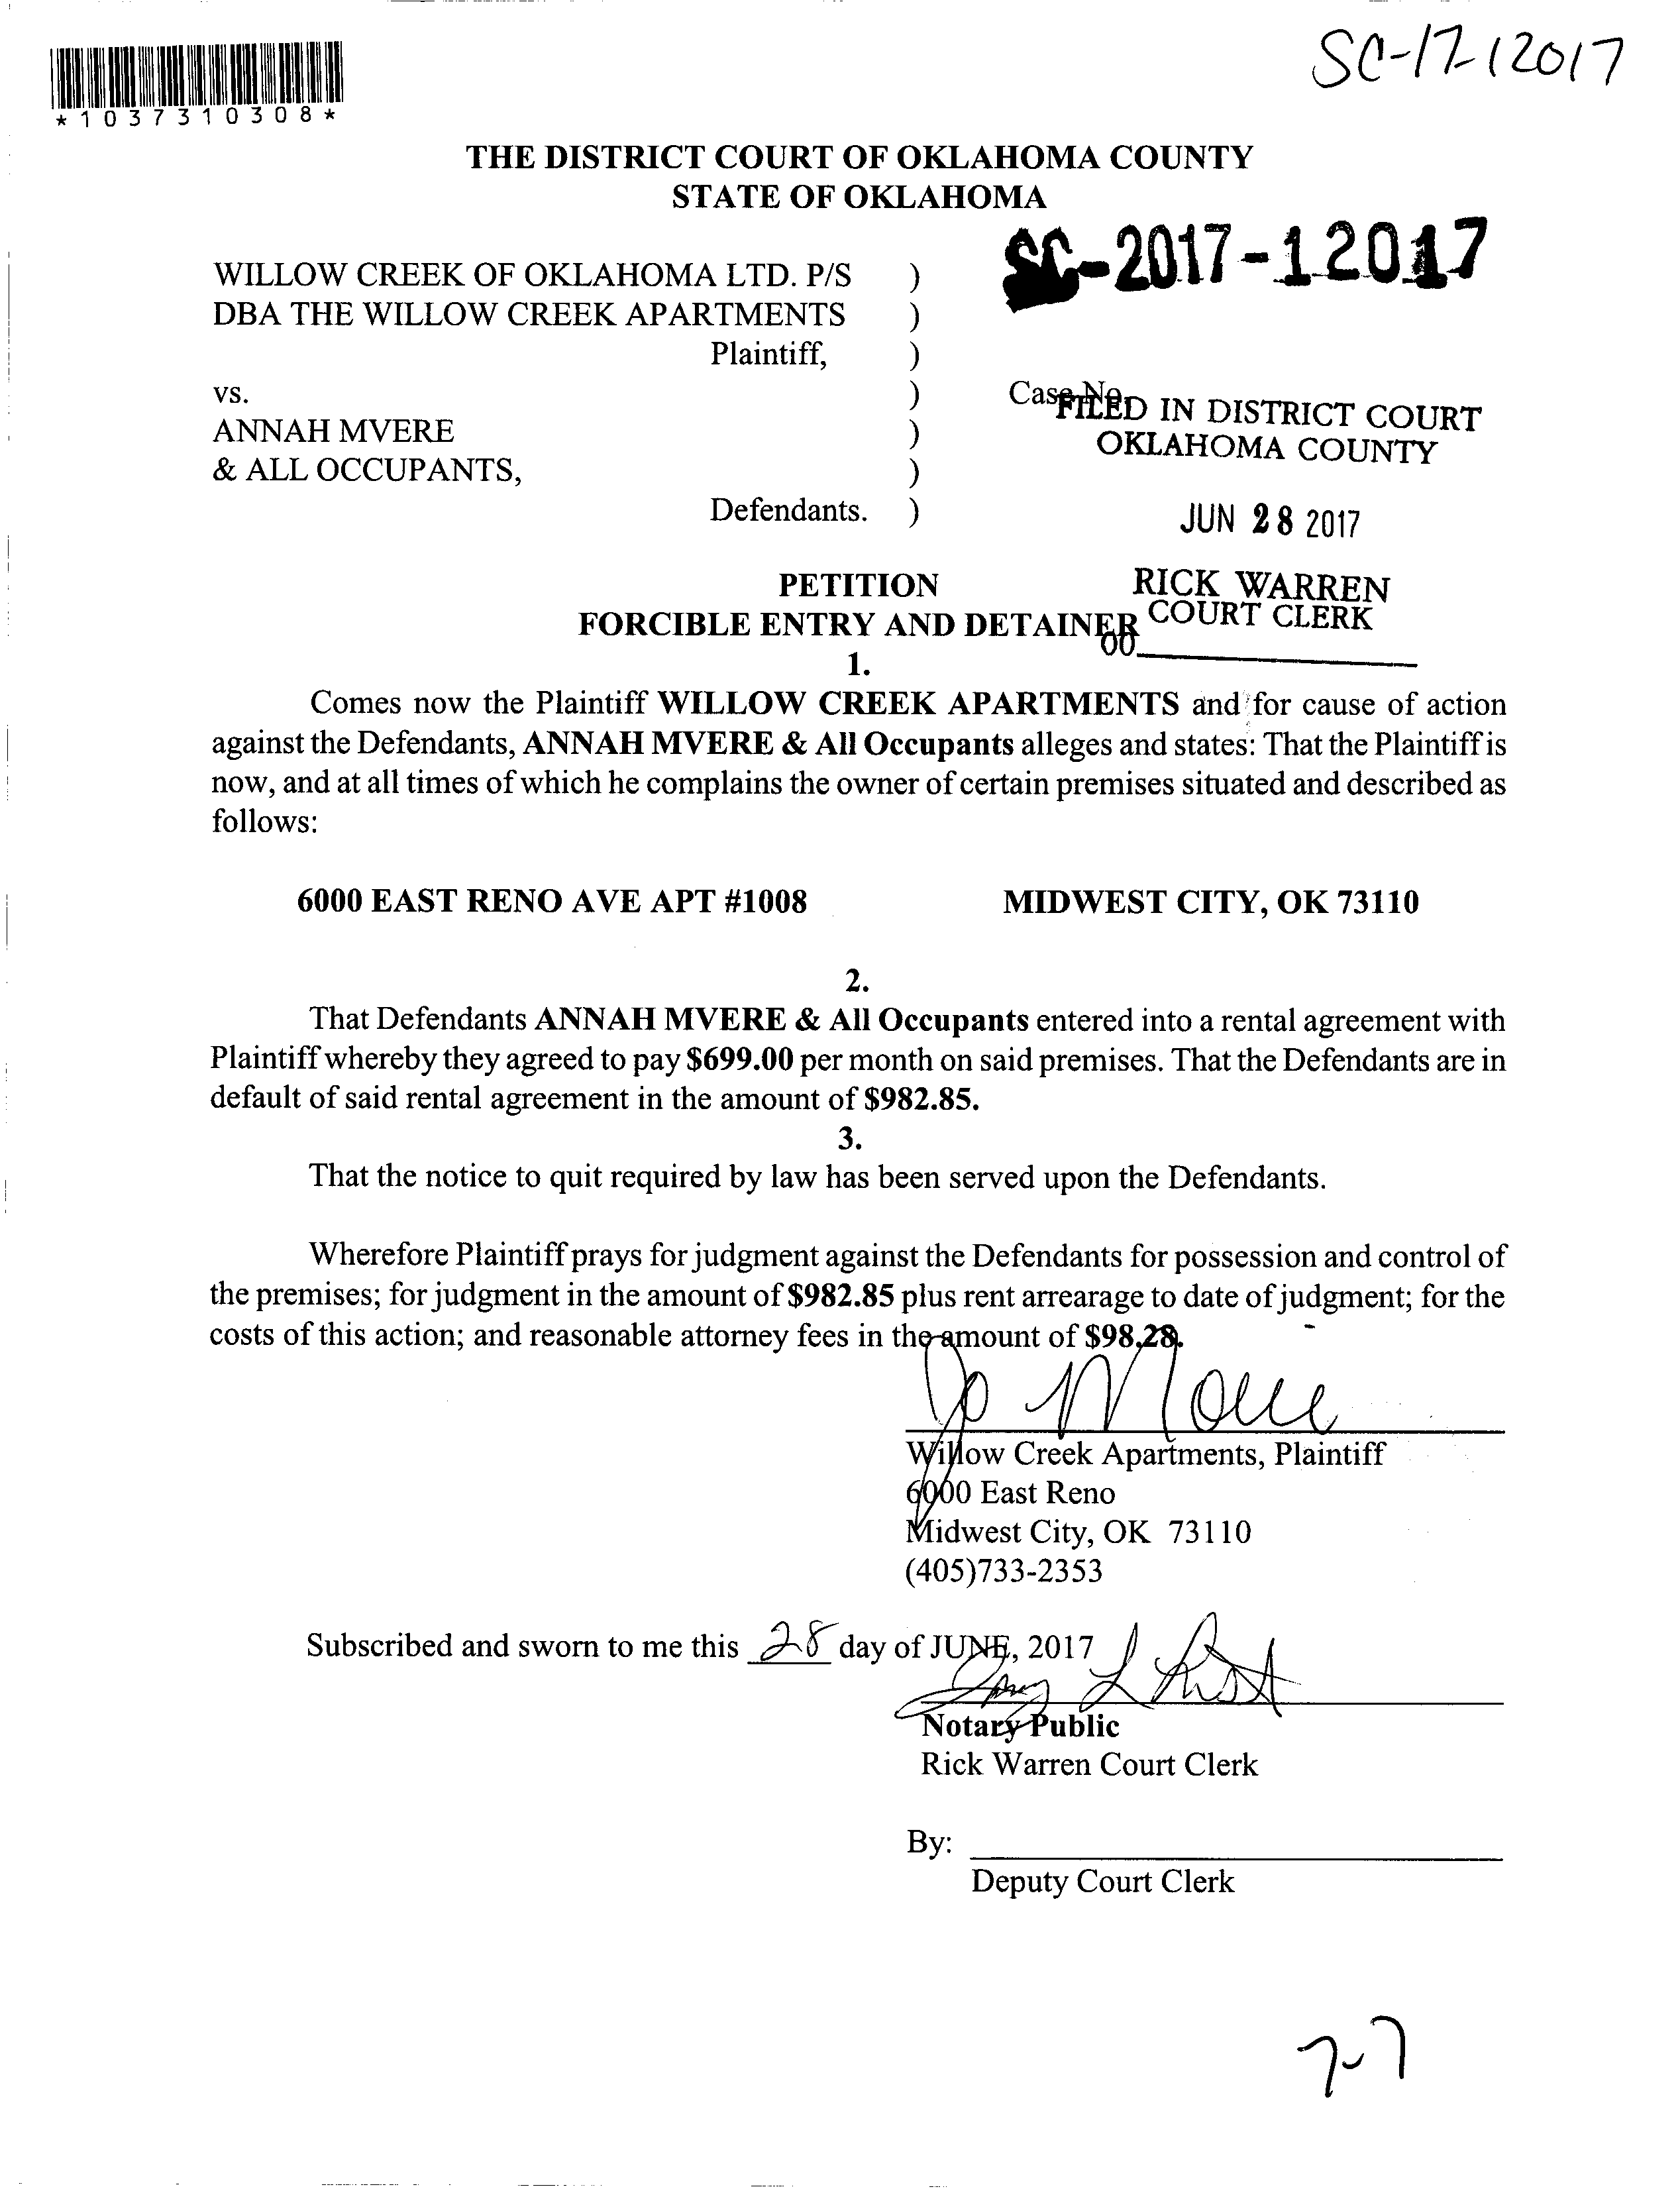 SC-17-12017
*1037310308*
THE DISTRICT COURT OF OKLAHOMA COUNTY
STATE OF OKLAHOMA
SC-2017-12017
WILLOW CREEK OF OKLAHOMA LTD. P/S )
DBA THE WILLOW CREEK APARTMENTS )
Plaintiff, )
vs. ) Case No.
FILED IN DISTRICT COURT
ANNAH MVERE )
OKLAHOMA COUNTY
& ALL OCCUPANTS, )
Defendants. )
JUN 28 2017
PETITION
RICK WARREN
FORCIBLE ENTRY AND DETAINER
COURT CLERK
1.
Comes now the Plaintiff WILLOW CREEK APARTMENTS and for cause of action
against the Defendants, ANNAH MVERE & All Occupants alleges and states: That the Plaintiff is
now, and at all times of which he complains the owner of certain premises situated and described as
follows:
6000 EAST RENO AVE APT #1008 MIDWEST CITY, OK 73110
2.
That Defendants ANNAH MVERE & All Occupants entered into a rental agreement with
Plaintiff whereby they agreed to pay $699.00 per month on said premises. That the Defendants are in
default of said rental agreement in the amount of $982.85.
3.
That the notice to quit required by law has been served upon the Defendants.
Wherefore Plaintiff prays for judgment against the Defendants for possession and control of
the premises; for judgment in the amount of $982.85 plus rent arrearage to date of judgment; for the
costs of this action; and reasonable attorney fees in the amount of $98.28.
Willow Creek Apartments, Plaintiff
6000 East Reno
Midwest City, OK 73110
(405)733-2353
Subscribed and sworn to me this 28 day of JUNE, 2017
Notary Public
Rick Warren Court Clerk
By:
Deputy Court Clerk
7-7